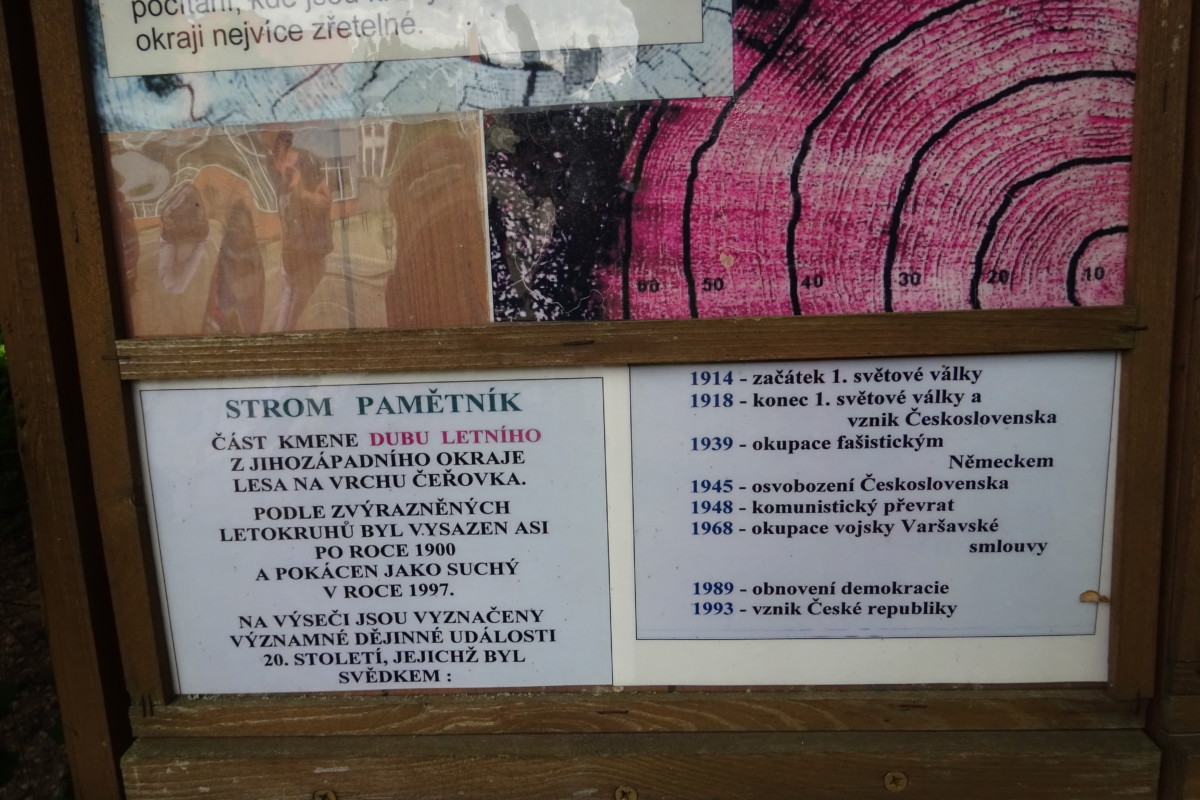 počítání, kde jsou
okraji nejvíce zřetelné.
60 50 40 30 20 10
STROM PAMĚTNÍK
ČÁST KMENE DUBU LETNÍHO
Z JIHOZÁPADNÍHO OKRAJE
LESA NA VRCHU ČEŘOVKA.
PODLE ZVÝRAZNĚNÝCH
LETOKRUHŮ BYL VYSAZEN ASI
PO ROCE 1900
A POKÁCEN JAKO SUCHÝ
V ROCE 1997.
NA VÝSEČI JSOU VYZNAČENY
VÝZNAMNÉ DĚJINNÉ UDÁLOSTI
20. STOLETÍ, JEJICHŽ BYL
SVĚDKEM :
1914 - začátek 1. světové války
1918 - konec 1. světové války a
vznik Československa
1939 - okupace fašistickým
Německem
1945 - osvobození Československa
1948 - komunistický převrat
1968 - okupace vojsky Varšavské
smlouvy
1989 - obnovení demokracie
1993 - vznik České republiky